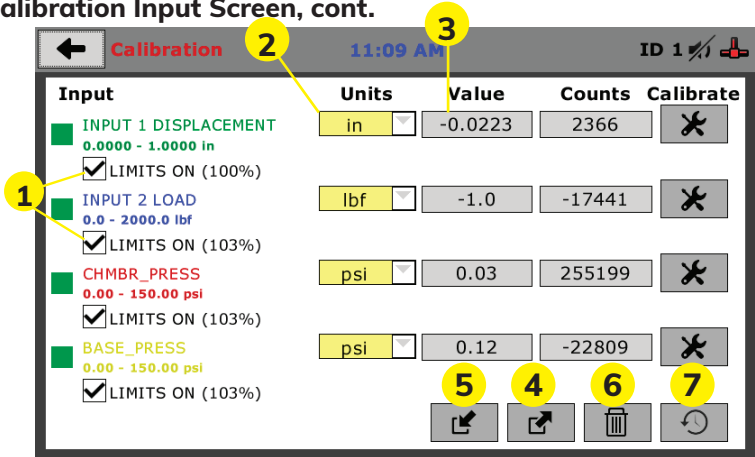 alibration Input Screen, cont.
2
3
Calibration 11:09 AM ID 1
Input Units Value Counts Calibrate
INPUT 1 DISPLACEMENT in -0.0223 2366
0.0000 - 1.0000 in
LIMITS ON (100%)
1
INPUT 2 LOAD lbf -1.0 -17441
0.0 - 2000.0 lbf
LIMITS ON (103%)
CHMBR_PRESS psi 0.03 255199
0.00 - 150.00 psi
LIMITS ON (103%)
BASE_PRESS psi 0.12 -22809
0.00 - 150.00 psi
LIMITS ON (103%)
5 4 6 7